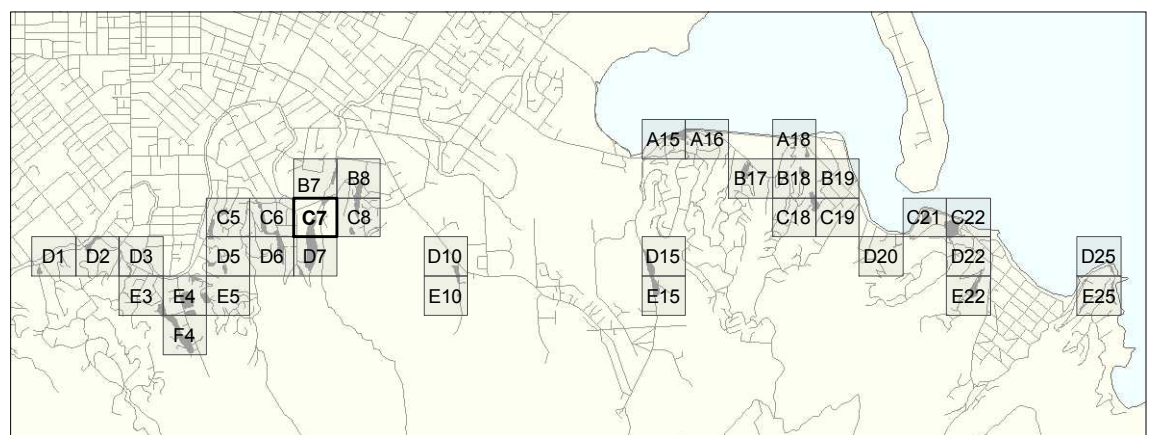 A15 A16 A18
B7 B8 B17 B18 B19
C5 C6 C7 C8 C18 C19 C21 C22
D1 D2 D3 D5 D6 D7 D10 D15 D20 D22 D25
E3 E4 E5 E10 E15 E22 E25
F4